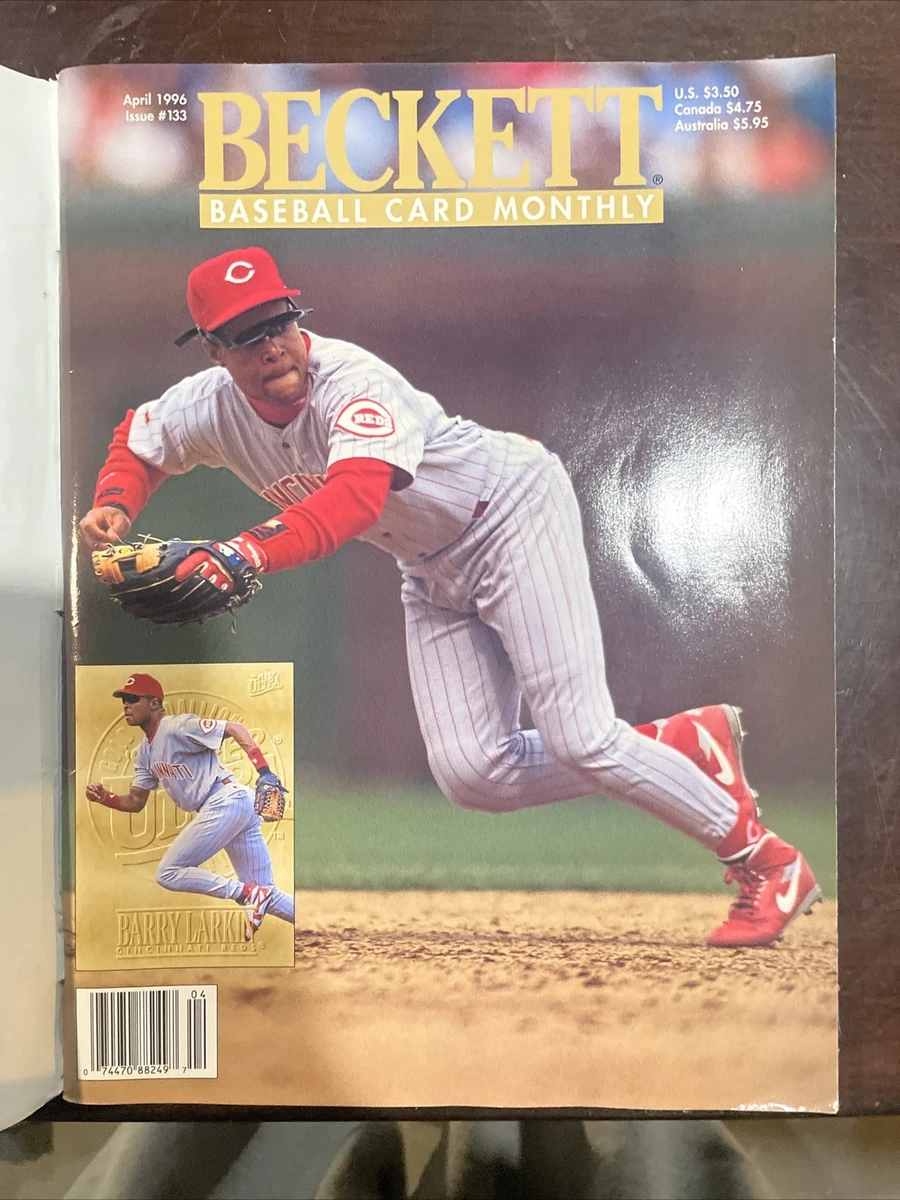 April 1996
Issue #133
BECKETT®
BASEBALL CARD MONTHLY
U.S. $3.50
Canada $4.75
Australia $5.95
C
REDS
ULTRA
C
BARRY LARKIN
CINCINNATI REDS®
04
0 74470 88249 7